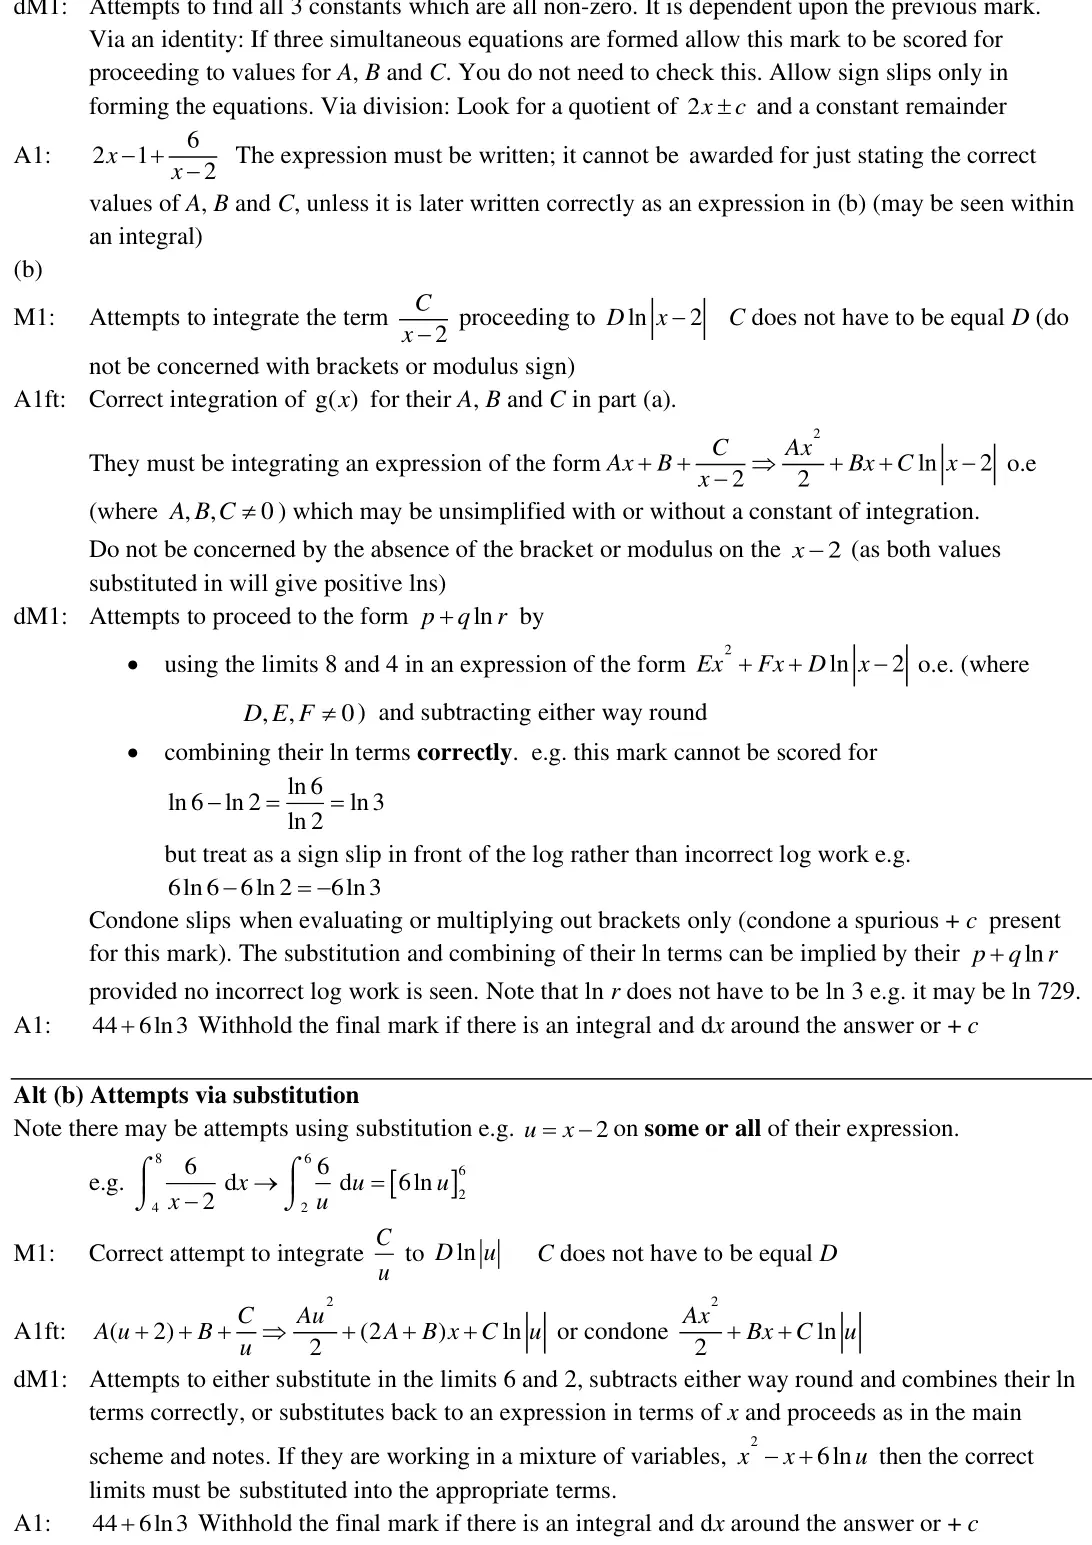 dM1: Attempts to find all 3 constants which are all non-zero. It is dependent upon the previous mark.
Via an identity: If three simultaneous equations are formed allow this mark to be scored for
proceeding to values for A, B and C. You do not need to check this. Allow sign slips only in
forming the equations. Via division: Look for a quotient of 2x ± c and a constant remainder
A1: 2x − 1 + 6/(x − 2) The expression must be written; it cannot be awarded for just stating the correct
values of A, B and C, unless it is later written correctly as an expression in (b) (may be seen within
an integral)
(b)
M1: Attempts to integrate the term C/(x − 2) proceeding to D ln|x − 2| C does not have to be equal D (do
not be concerned with brackets or modulus sign)
A1ft: Correct integration of g(x) for their A, B and C in part (a).
They must be integrating an expression of the form Ax + B + C/(x − 2) ⇒ Ax²/2 + Bx + C ln|x − 2| o.e
(where A, B, C ≠ 0) which may be unsimplified with or without a constant of integration.
Do not be concerned by the absence of the bracket or modulus on the x − 2 (as both values
substituted in will give positive lns)
dM1: Attempts to proceed to the form p + q ln r by
• using the limits 8 and 4 in an expression of the form Ex² + Fx + D ln|x − 2| o.e. (where
D, E, F ≠ 0) and subtracting either way round
• combining their ln terms correctly. e.g. this mark cannot be scored for
ln 6 − ln 2 = ln 6/ln 2 = ln 3
but treat as a sign slip in front of the log rather than incorrect log work e.g.
6 ln 6 − 6 ln 2 = −6 ln 3
Condone slips when evaluating or multiplying out brackets only (condone a spurious + c present
for this mark). The substitution and combining of their ln terms can be implied by their p + q ln r
provided no incorrect log work is seen. Note that ln r does not have to be ln 3 e.g. it may be ln 729.
A1: 44 + 6 ln 3 Withhold the final mark if there is an integral and dx around the answer or + c
Alt (b) Attempts via substitution
Note there may be attempts using substitution e.g. u = x − 2 on some or all of their expression.
e.g. ∫₄⁸ 6/(x − 2) dx → ∫₂⁶ 6/u du = [6 ln u]₂⁶
M1: Correct attempt to integrate C/u to D ln|u| C does not have to be equal D
A1ft: A(u + 2) + B + C/u ⇒ Au²/2 + (2A + B)x + C ln|u| or condone Ax²/2 + Bx + C ln|u|
dM1: Attempts to either substitute in the limits 6 and 2, subtracts either way round and combines their ln
terms correctly, or substitutes back to an expression in terms of x and proceeds as in the main
scheme and notes. If they are working in a mixture of variables, x² − x + 6 ln u then the correct
limits must be substituted into the appropriate terms.
A1: 44 + 6 ln 3 Withhold the final mark if there is an integral and dx around the answer or + c